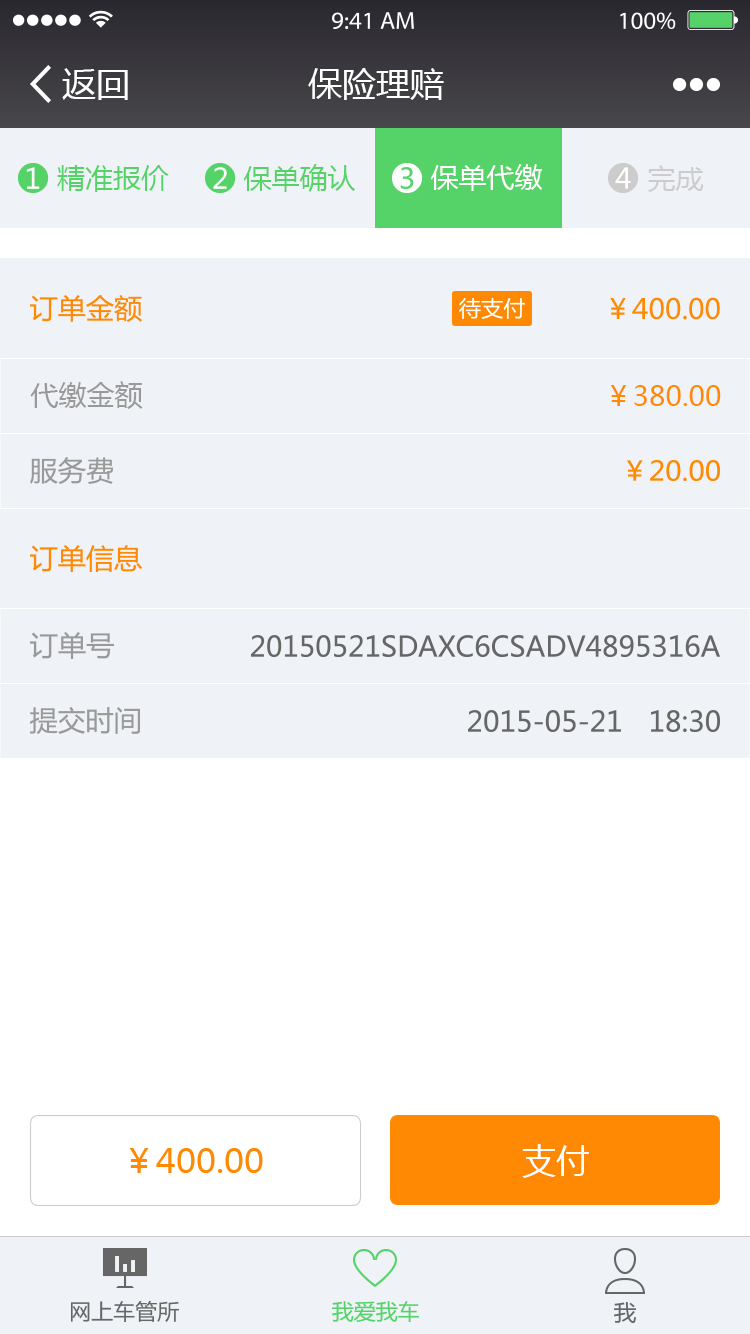 9:41 AM 100%
返回 保险理赔
1 精准报价 2 保单确认 3 保单代缴 4 完成
订单金额 待支付 ¥ 400.00
代缴金额 ¥ 380.00
服务费 ¥ 20.00
订单信息
订单号 20150521SDAXC6CSADV4895316A
提交时间 2015-05-21 18:30
¥ 400.00 支付
网上车管所 我爱我车 我